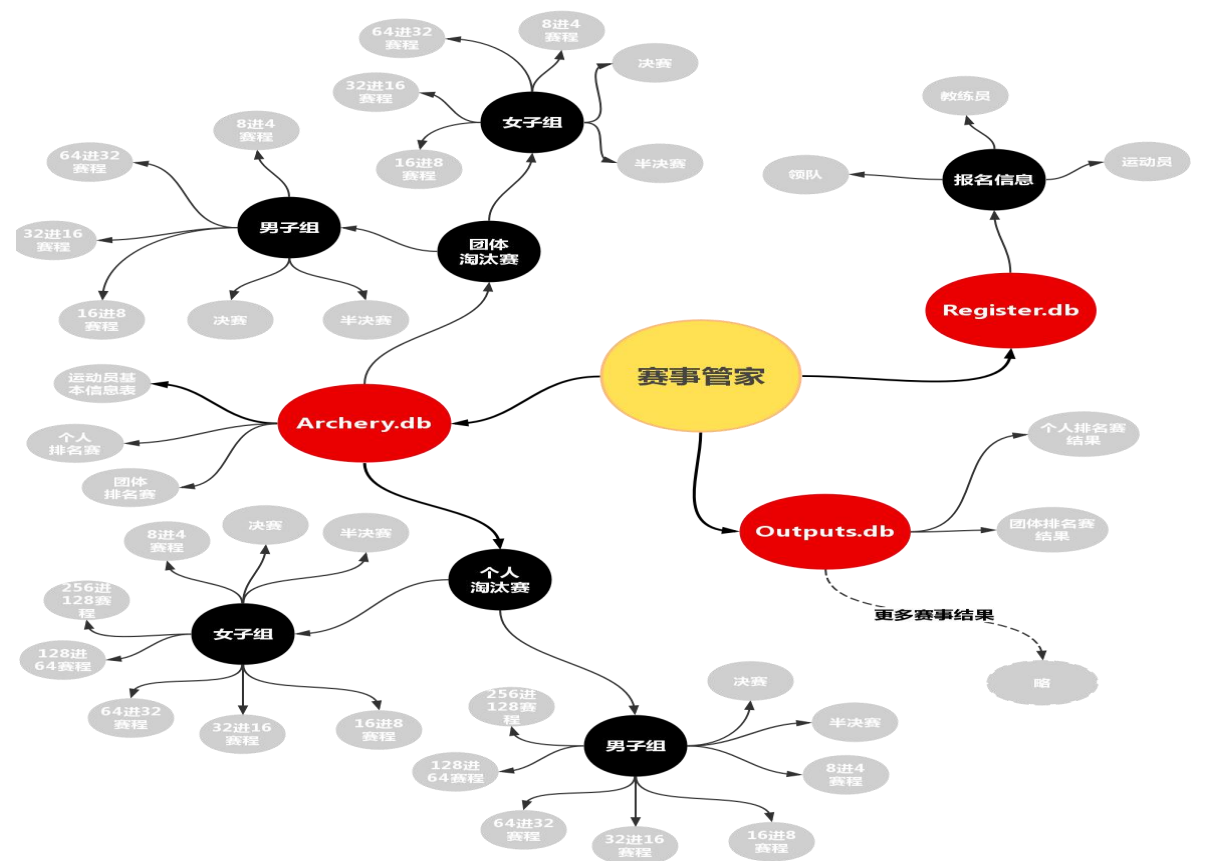 64进32
赛程
8进4
赛程
决赛
32进16
赛程
女子组
16进8
赛程
半决赛
教练员
领队
报名信息
运动员
8进4
赛程
64进32
赛程
32进16
赛程
男子组
团体
淘汰赛
16进8
赛程
决赛
半决赛
Register.db
赛事管家
运动员基
本信息表
Archery.db
个人
排名赛
团体
排名赛
个人排名赛
结果
Outputs.db
团体排名赛
结果
更多赛事结果
略
8进4
赛程
决赛
半决赛
个人
淘汰赛
256进
128赛
程
女子组
128进
64赛程
64进32
赛程
32进16
赛程
16进8
赛程
256进
128赛
程
决赛
半决赛
男子组
128进
64赛程
8进4
赛程
64进32
赛程
32进16
赛程
16进8
赛程